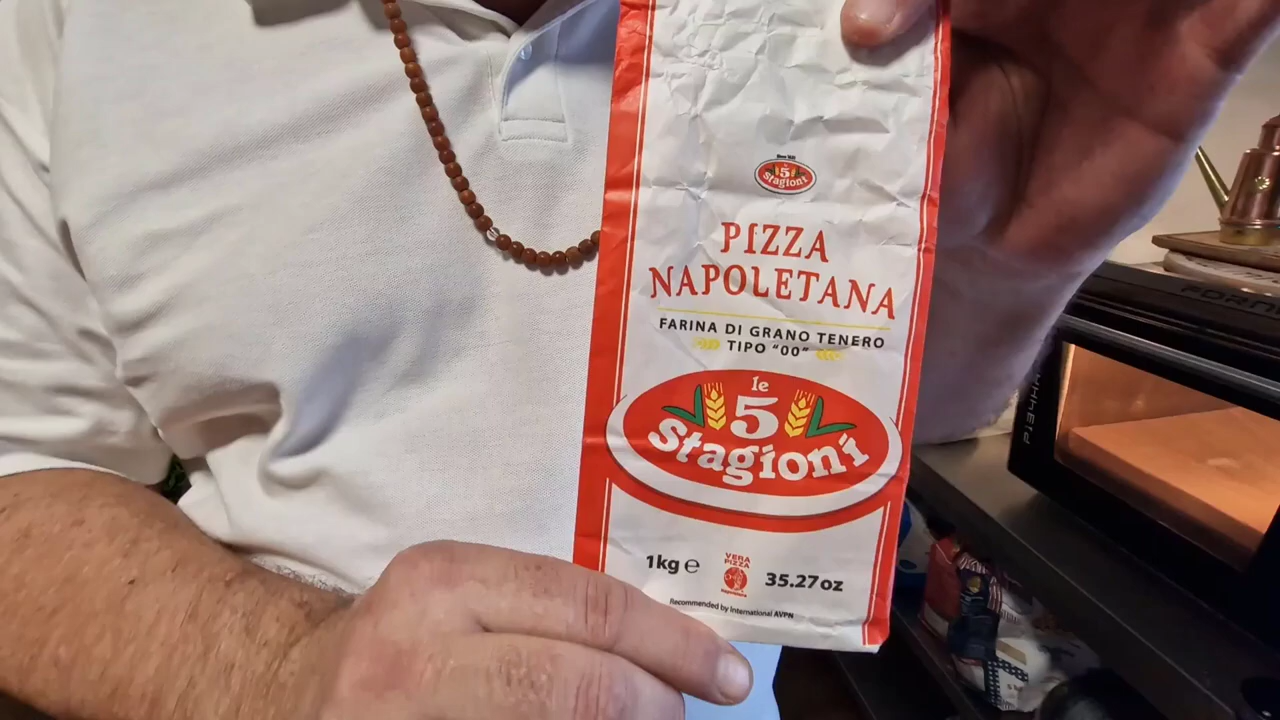 5
Stagioni
PIZZA
NAPOLETANA
FARINA DI GRANO TENERO
TIPO "00"
le
5
Stagioni
1kg e
VERA
PIZZA
35.27oz
Recommended by International AVPN